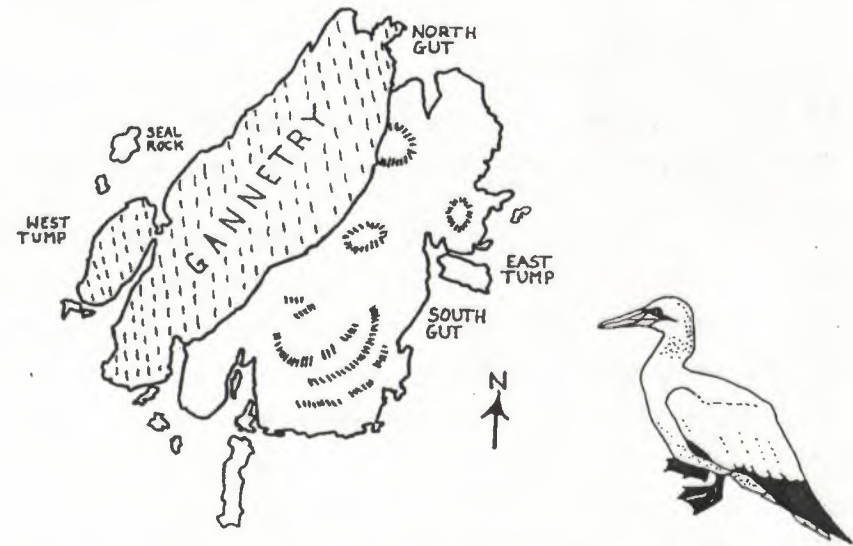 NORTH
GUT
SEAL
ROCK
GANNETRY
WEST
TUMP
EAST
TUMP
SOUTH
GUT
N